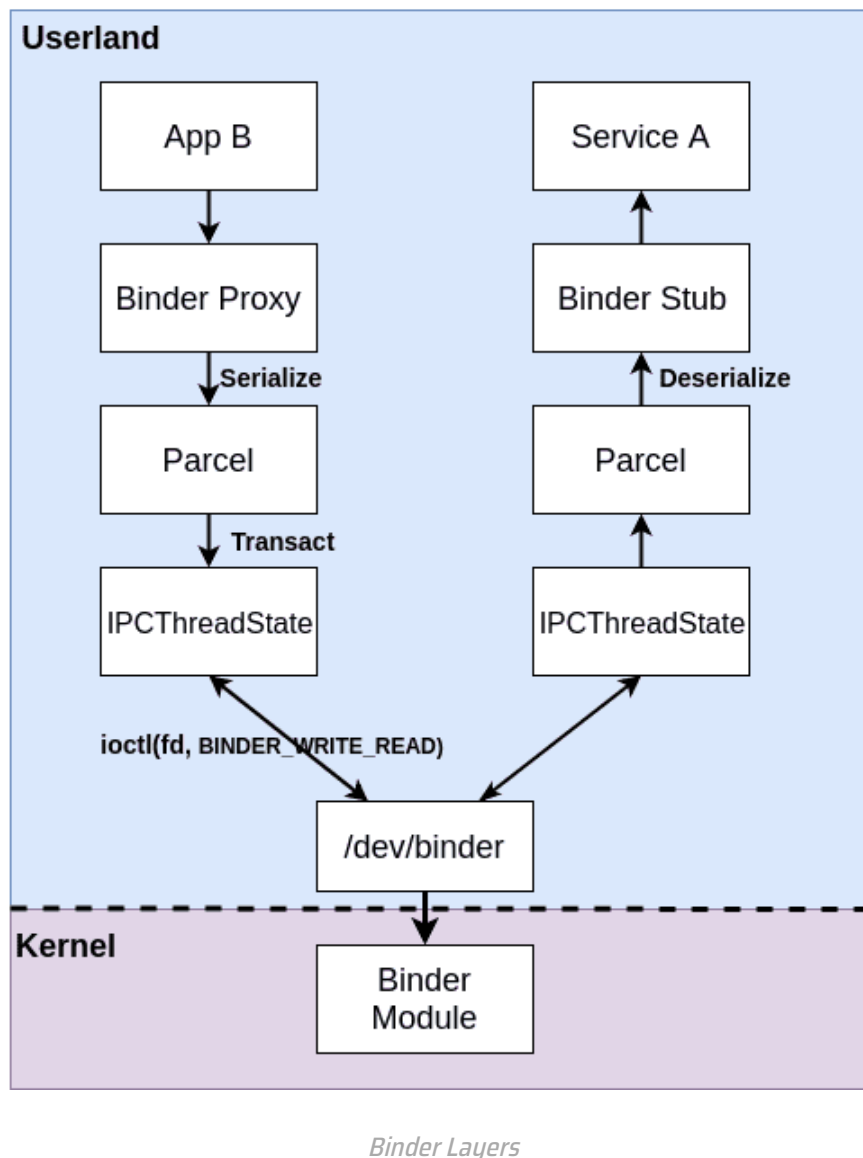 Userland
App B
Service A
Binder Proxy
Binder Stub
Serialize
Deserialize
Parcel
Parcel
Transact
IPCThreadState
IPCThreadState
ioctl(fd, BINDER_WRITE_READ)
/dev/binder
Kernel
Binder
Module
Binder Layers